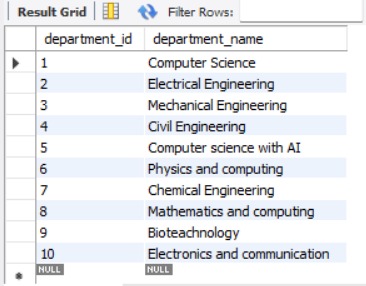 Result Grid Filter Rows:
department_id department_name
1 Computer Science
2 Electrical Engineering
3 Mechanical Engineering
4 Civil Engineering
5 Computer science with AI
6 Physics and computing
7 Chemical Engineering
8 Mathematics and computing
9 Bioteachnology
10 Electronics and communication
NULL NULL